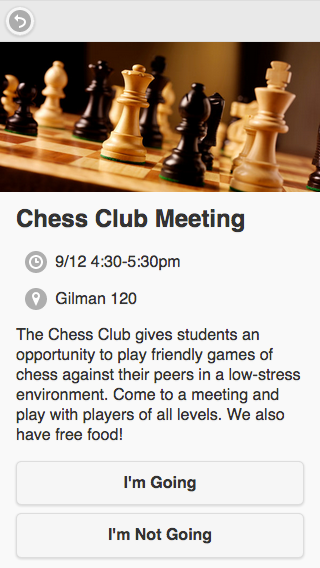 Chess Club Meeting
9/12 4:30-5:30pm
Gilman 120
The Chess Club gives students an
opportunity to play friendly games of
chess against their peers in a low-stress
environment. Come to a meeting and
play with players of all levels. We also
have free food!
I'm Going
I'm Not Going